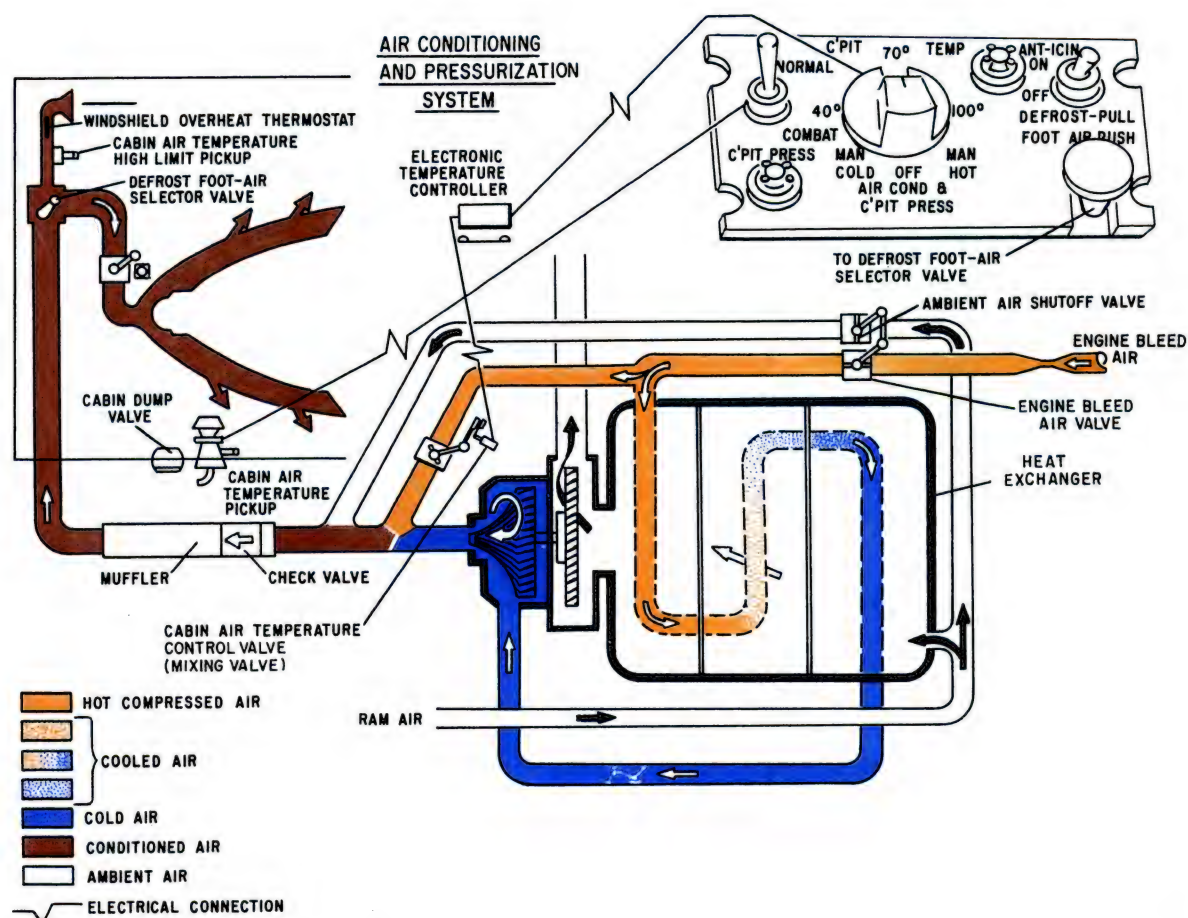 AIR CONDITIONING
AND PRESSURIZATION
SYSTEM
WINDSHIELD OVERHEAT THERMOSTAT
CABIN AIR TEMPERATURE
HIGH LIMIT PICKUP
DEFROST FOOT-AIR
SELECTOR VALVE
ELECTRONIC
TEMPERATURE
CONTROLLER
C'PIT
70°
TEMP
ANT-ICIN
ON
NORMAL
OFF
40°
100°
DEFROST-PULL
FOOT AIR PUSH
COMBAT
C'PIT PRESS
MAN
COLD
OFF
MAN
HOT
AIR COND &
C'PIT PRESS
TO DEFROST FOOT-AIR
SELECTOR VALVE
AMBIENT AIR SHUTOFF VALVE
ENGINE BLEED
AIR
ENGINE BLEED
AIR VALVE
HEAT
EXCHANGER
CABIN DUMP
VALVE
CABIN AIR
TEMPERATURE
PICKUP
MUFFLER
CHECK VALVE
CABIN AIR TEMPERATURE
CONTROL VALVE
(MIXING VALVE)
RAM AIR
HOT COMPRESSED AIR
COOLED AIR
COLD AIR
CONDITIONED AIR
AMBIENT AIR
ELECTRICAL CONNECTION